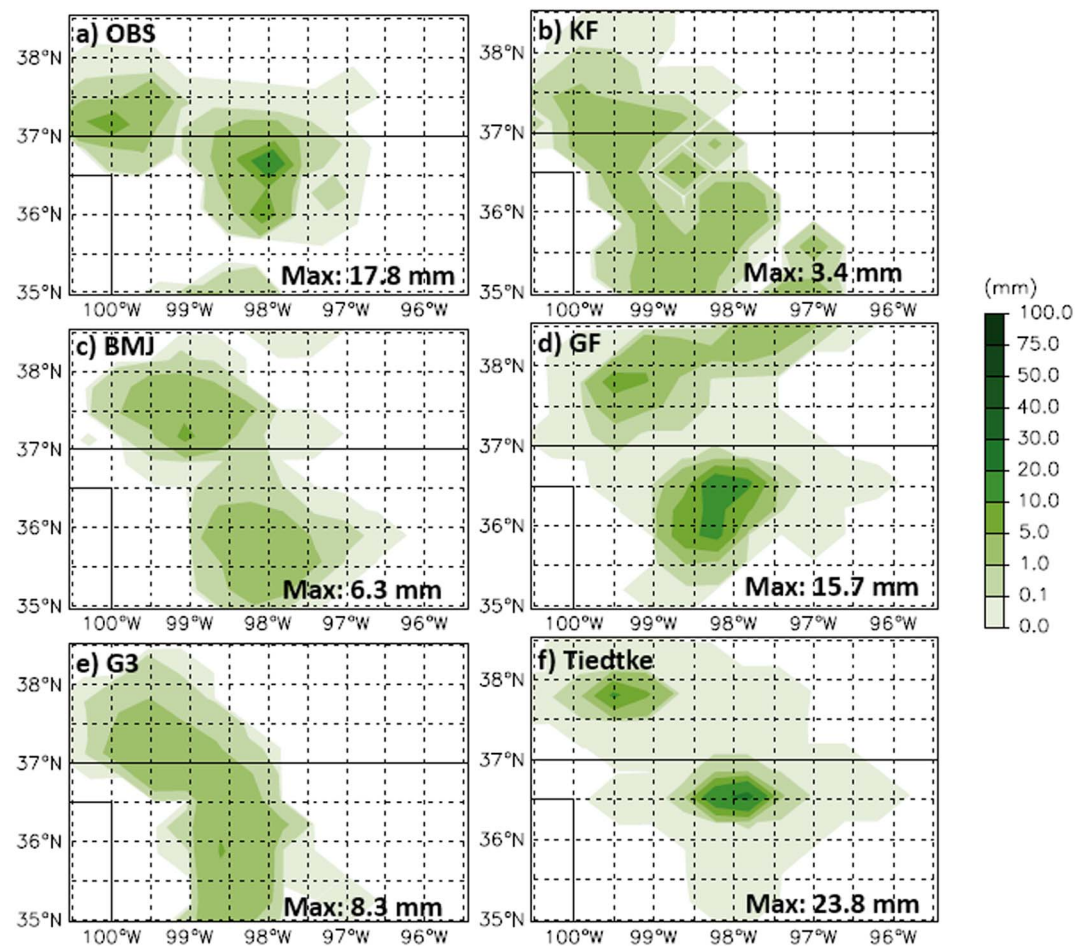 a) OBS
38°N
37°N
36°N
35°N
Max: 17.8 mm
100°W 99°W 98°W 97°W 96°W
b) KF
38°N
37°N
36°N
35°N
Max: 3.4 mm
100°W 99°W 98°W 97°W 96°W
c) BMJ
38°N
37°N
36°N
35°N
Max: 6.3 mm
100°W 99°W 98°W 97°W 96°W
d) GF
38°N
37°N
36°N
35°N
Max: 15.7 mm
100°W 99°W 98°W 97°W 96°W
e) G3
38°N
37°N
36°N
35°N
Max: 8.3 mm
100°W 99°W 98°W 97°W 96°W
f) Tiedtke
38°N
37°N
36°N
35°N
Max: 23.8 mm
100°W 99°W 98°W 97°W 96°W
(mm)
100.0
75.0
50.0
40.0
30.0
20.0
10.0
5.0
1.0
0.1
0.0